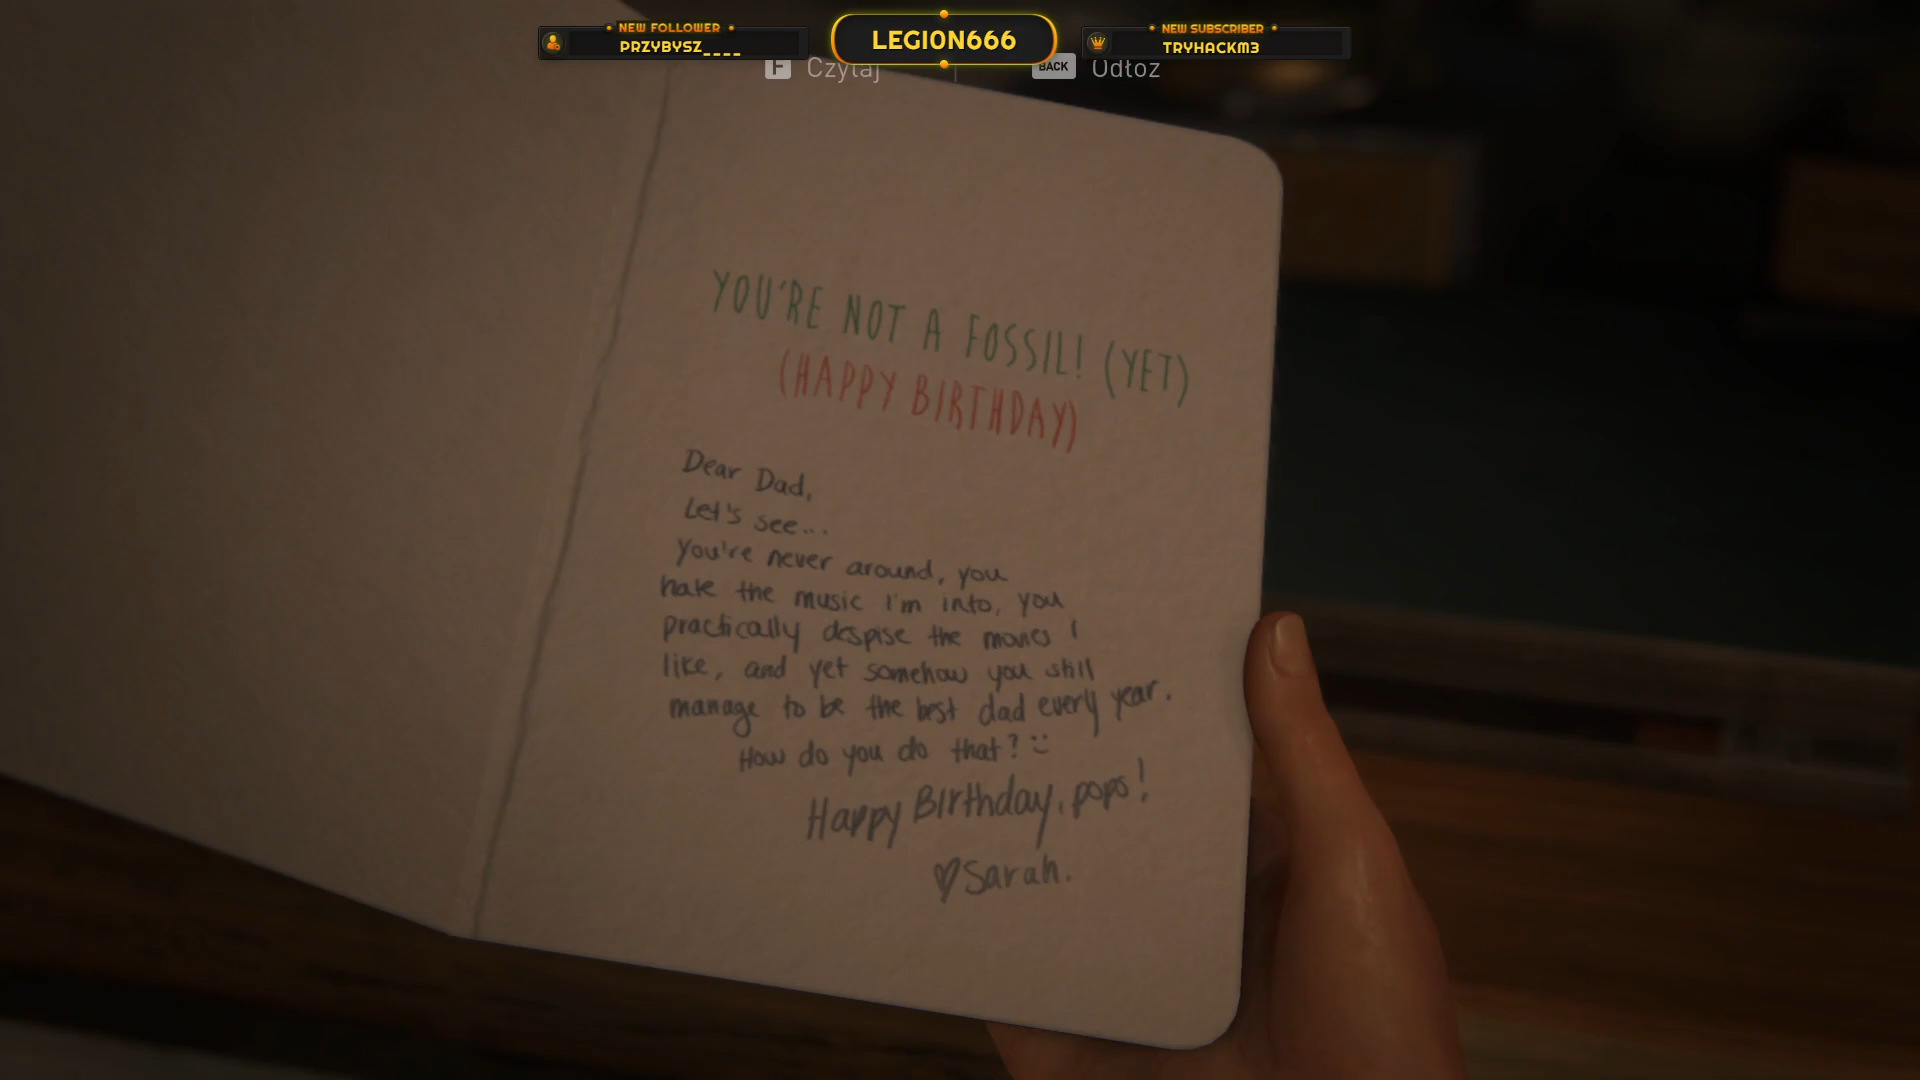 NEW FOLLOWER
PRZYBYSZ____
LEGI0N666
NEW SUBSCRIBER
TRYHACKM3
F Czytaj
BACK Odłóż
YOU'RE NOT A FOSSIL! (YET)
(HAPPY BIRTHDAY)
Dear Dad,
Let's see...
You're never around, you
hate the music I'm into, you
practically despise the movies I
like, and yet somehow you still
manage to be the best dad every year.
How do you do that? :)
Happy Birthday, pops!
♥Sarah.